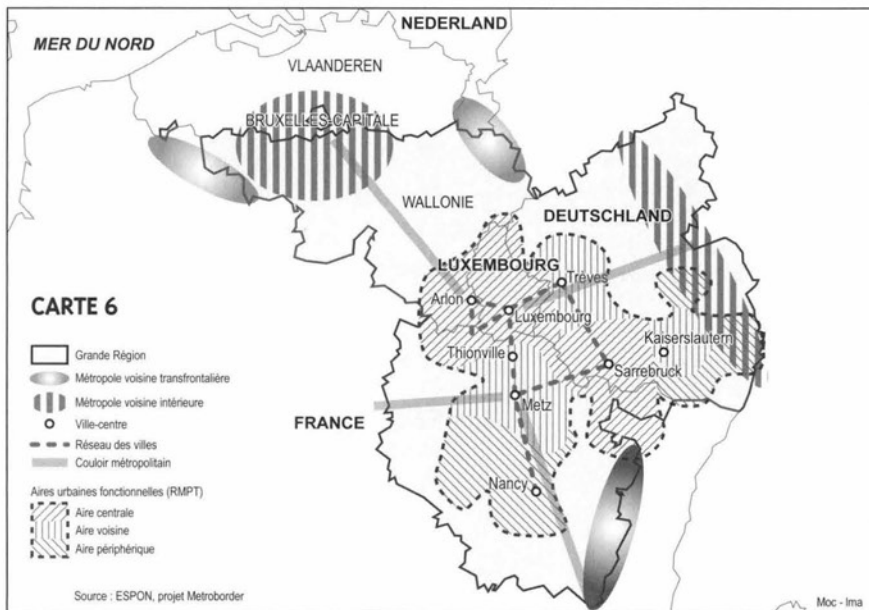 NEDERLAND
MER DU NORD
VLAANDEREN
BRUXELLES-CAPITALE
WALLONIE
DEUTSCHLAND
LUXEMBOURG
Trêves
Arlon
Luxembourg
Kaiserslautern
Thionville
Sarrebruck
Metz
FRANCE
Nancy
CARTE 6
Grande Région
Métropole voisine transfrontalière
Métropole voisine intérieure
Ville-centre
Réseau des villes
Couloir métropolitain
Aires urbaines fonctionnelles (RMPT)
Aire centrale
Aire voisine
Aire périphérique
Source : ESPON, projet Metroborder
Moc - Ima